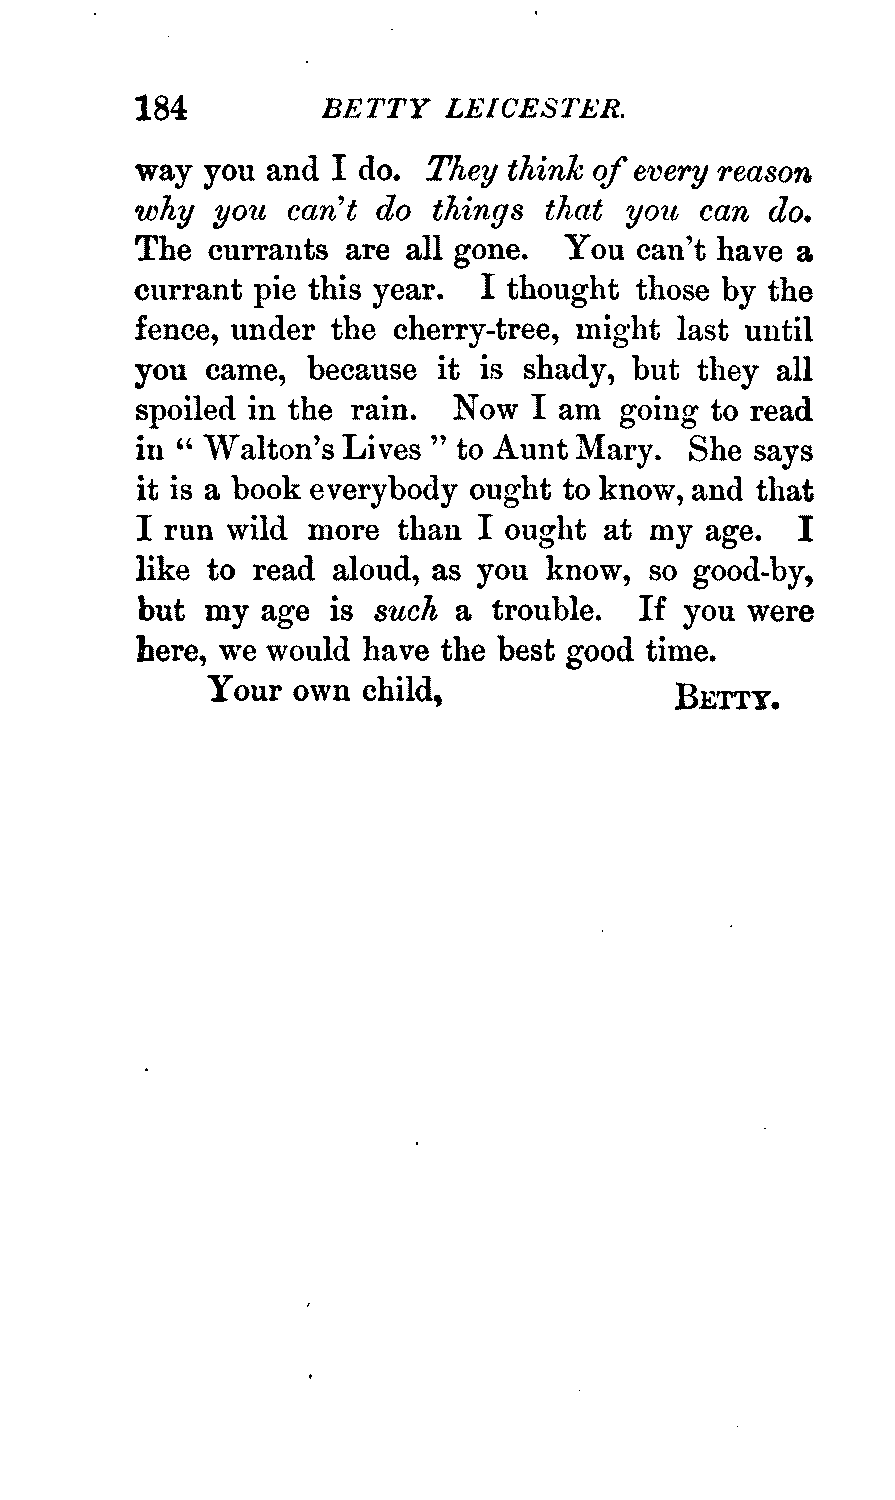 184 BETTY LEICESTER.
way you and I do. They think of every reason
why you can't do things that you can do.
The currants are all gone. You can't have a
currant pie this year. I thought those by the
fence, under the cherry-tree, might last until
you came, because it is shady, but they all
spoiled in the rain. Now I am going to read
in “ Walton's Lives ” to Aunt Mary. She says
it is a book everybody ought to know, and that
I run wild more than I ought at my age. I
like to read aloud, as you know, so good-by,
but my age is such a trouble. If you were
here, we would have the best good time.
Your own child, BETTY.